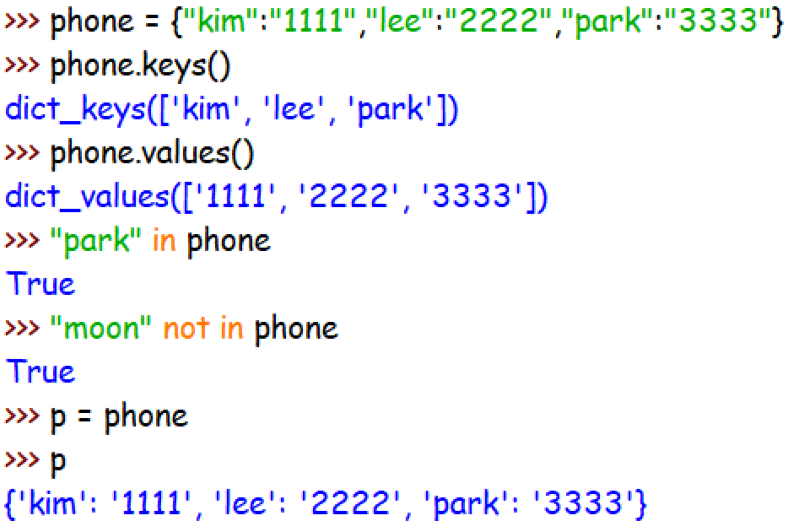 >>> phone = {"kim":"1111","lee":"2222","park":"3333"}
>>> phone.keys()
dict_keys(['kim', 'lee', 'park'])
>>> phone.values()
dict_values(['1111', '2222', '3333'])
>>> "park" in phone
True
>>> "moon" not in phone
True
>>> p = phone
>>> p
{'kim': '1111', 'lee': '2222', 'park': '3333'}